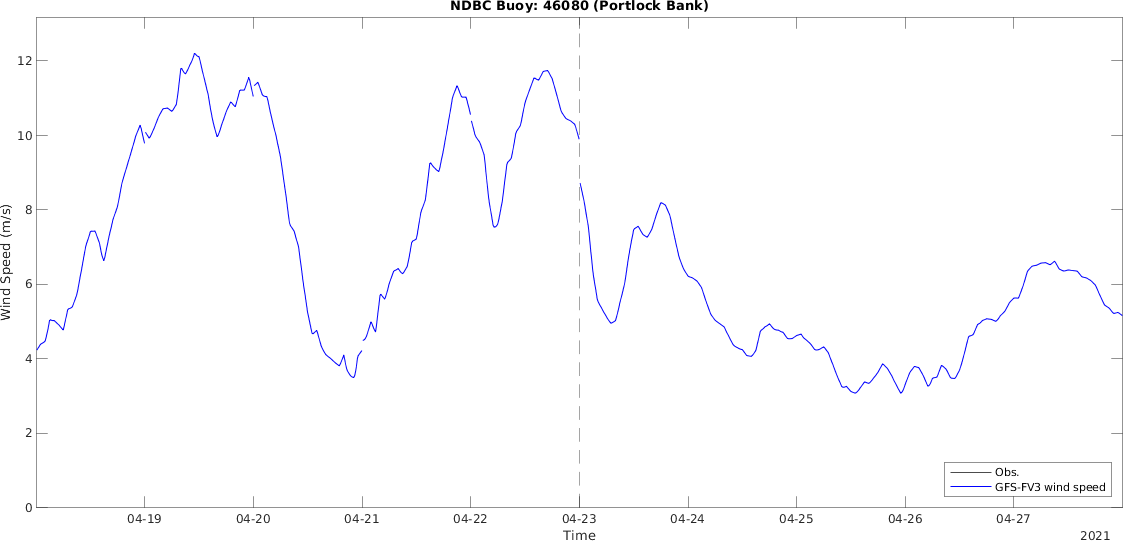 NDBC Buoy: 46080 (Portlock Bank)
Wind Speed (m/s)
12
10
8
6
4
2
0
04-19 04-20 04-21 04-22 04-23 04-24 04-25 04-26 04-27
Time
2021
Obs.
GFS-FV3 wind speed